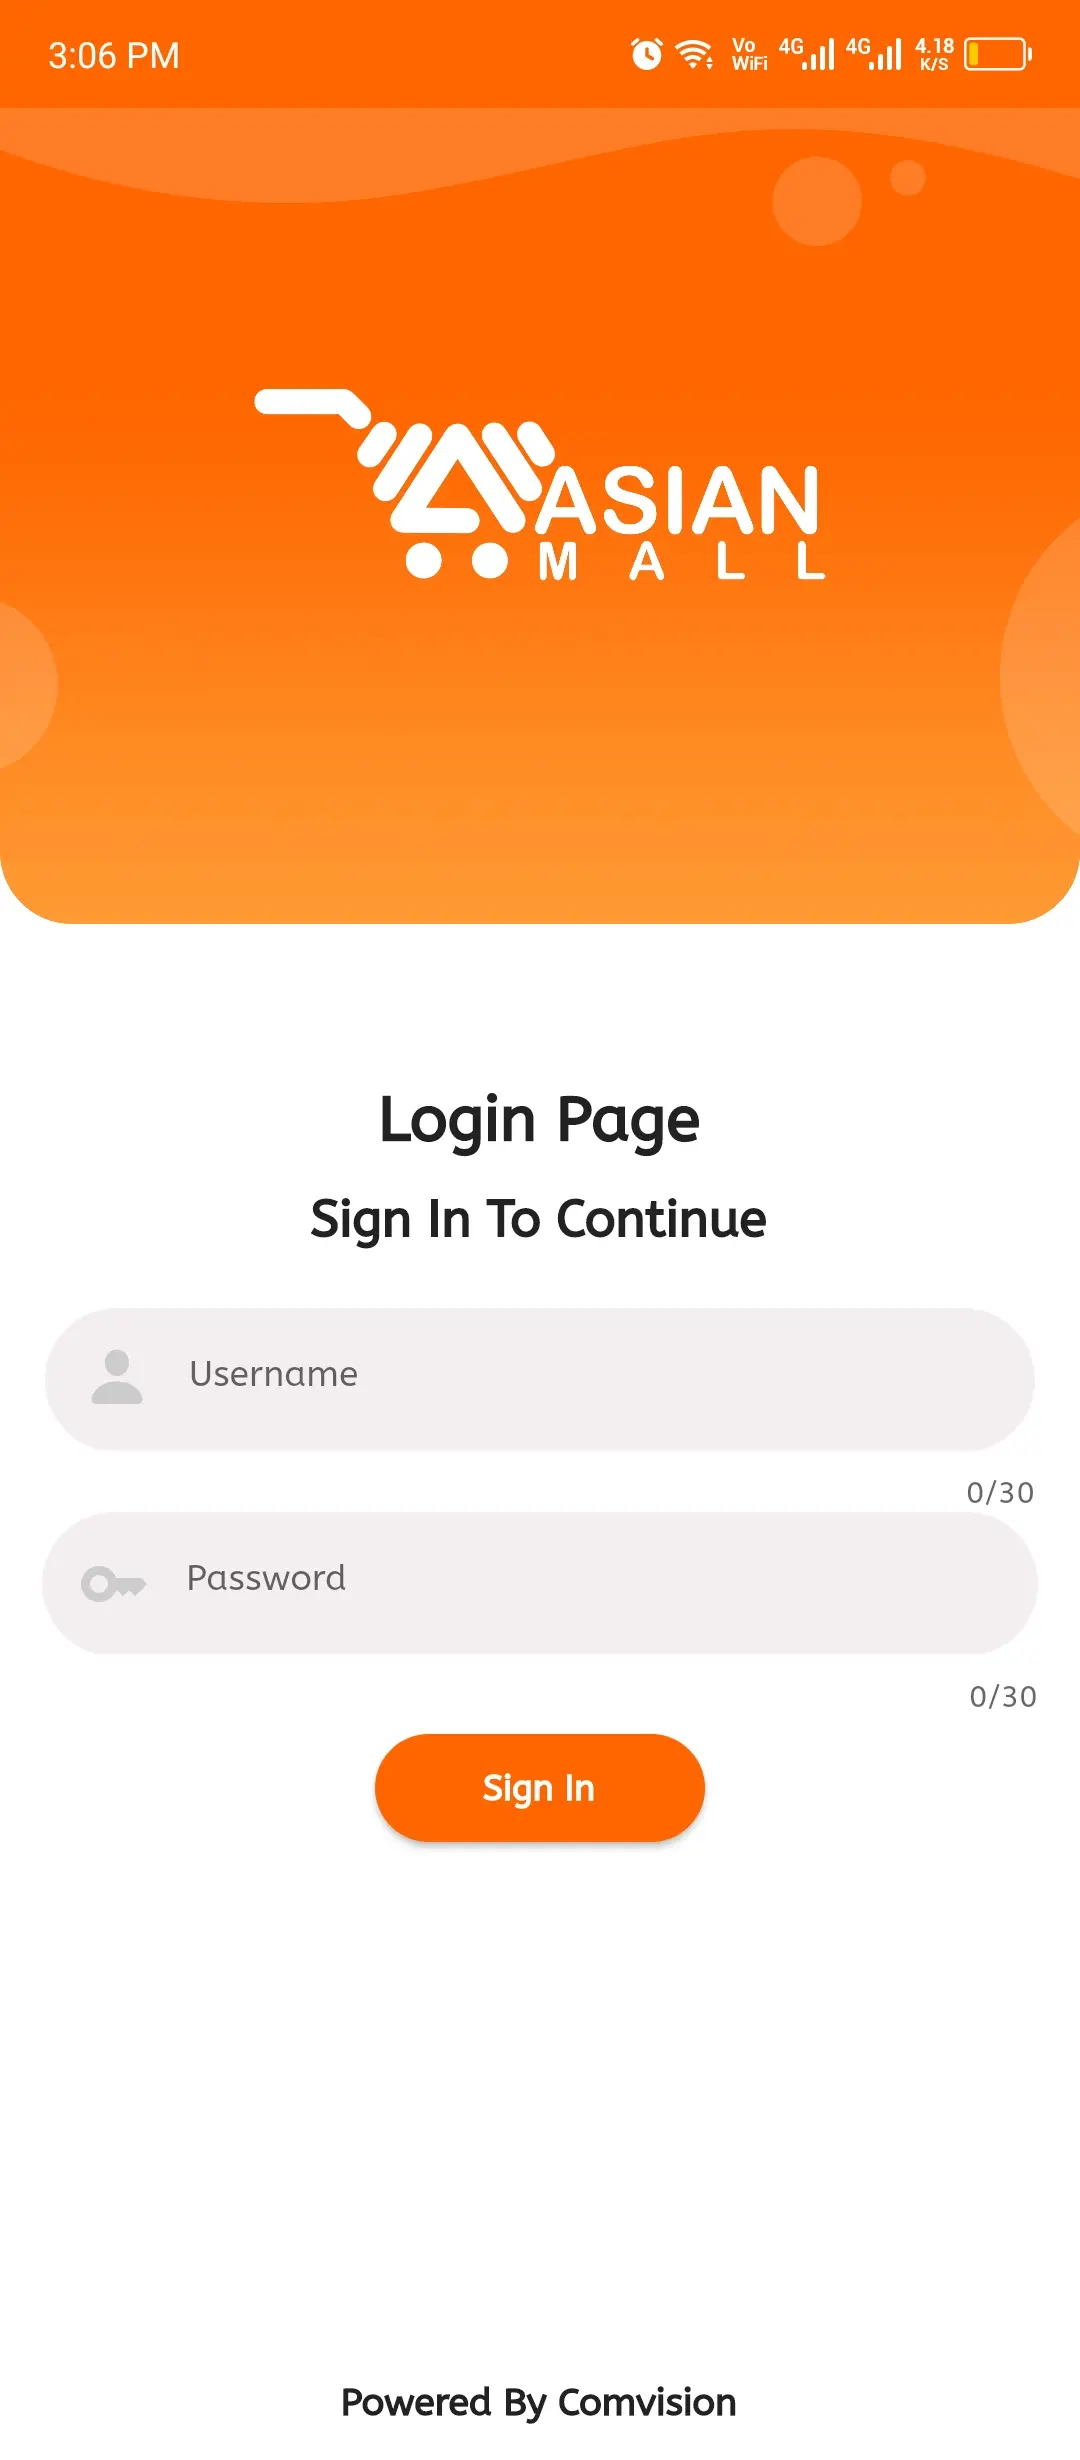 3:06 PM Vo WiFi 4G 4G 4.18 K/S
ASIAN
MALL
Login Page
Sign In To Continue
Username
0/30
Password
0/30
Sign In
Powered By Comvision